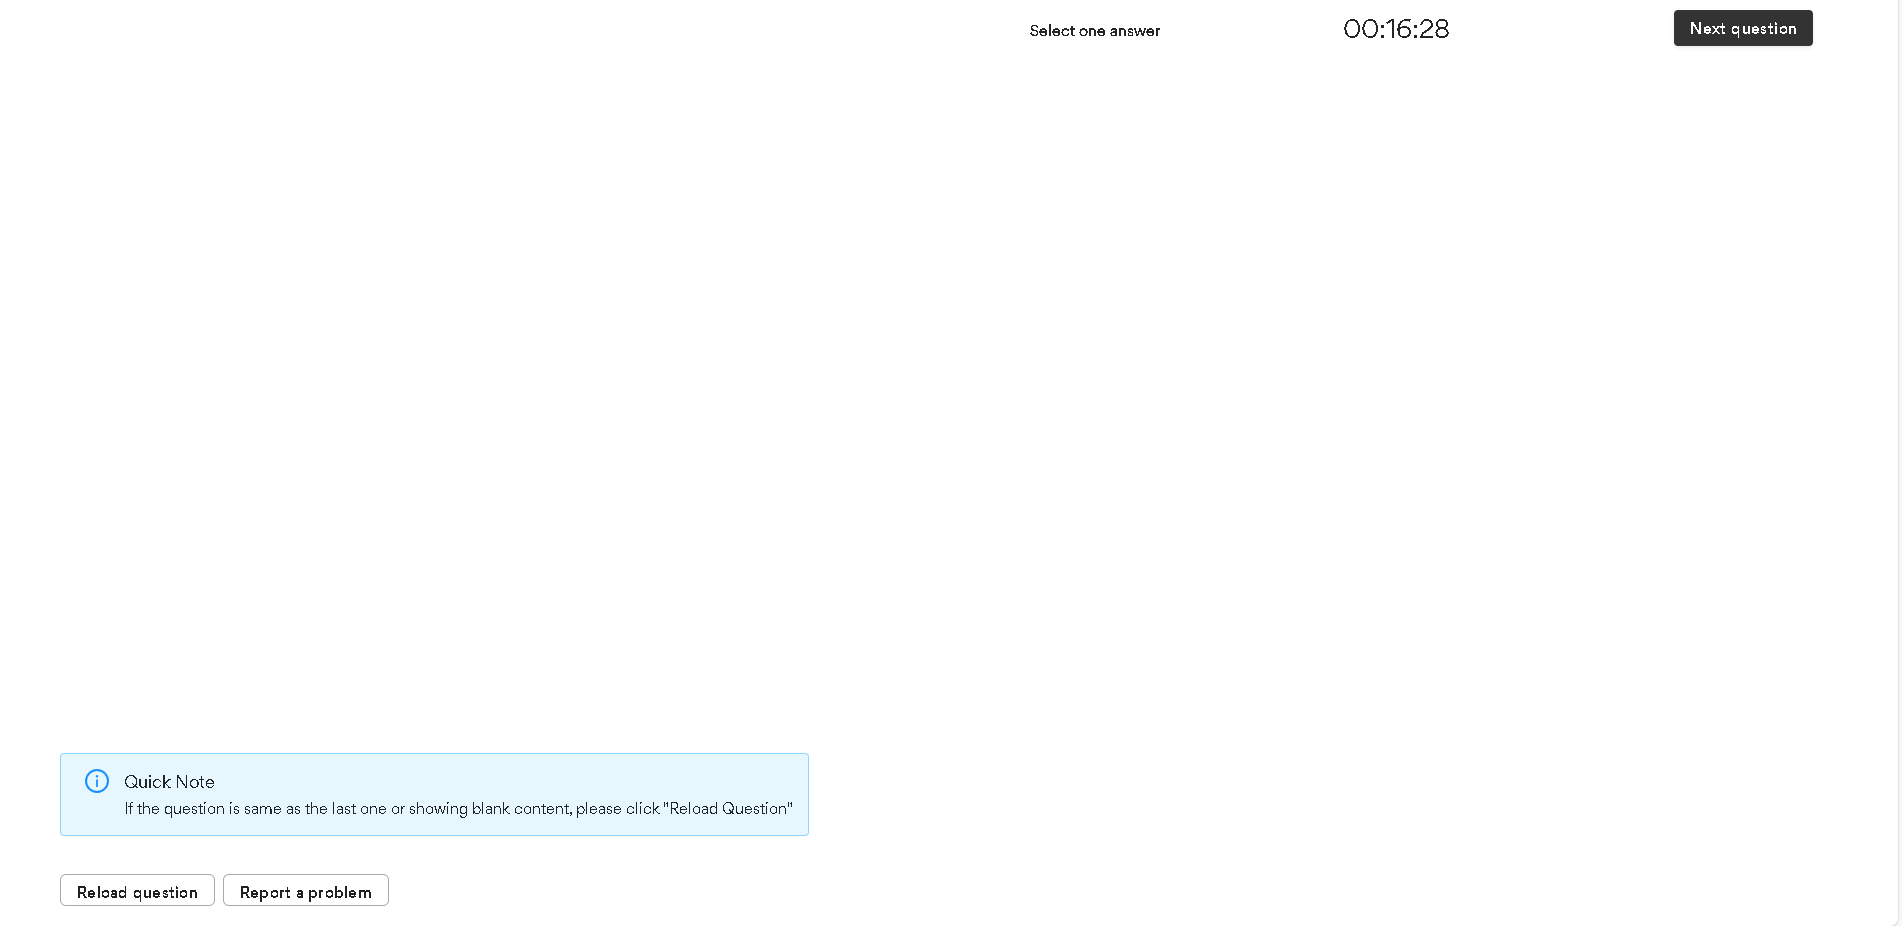 Select one answer
00:16:28
Next question
Quick Note
If the question is same as the last one or showing blank content, please click "Reload Question"
Reload question
Report a problem